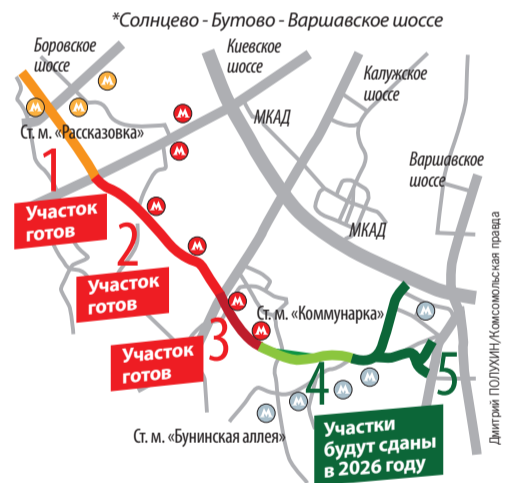 *Солнцево - Бутово - Варшавское шоссе
Боровское
шоссе
Киевское
шоссе
Калужское
шоссе
МКАД
Ст. м. «Рассказовка»
Варшавское
шоссе
1
Участок
готов
2
МКАД
Участок
готов
Ст. м. «Коммунарка»
3
Участок
готов
4
5
Ст. м. «Бунинская аллея»
Участки
будут сданы
в 2026 году
Дмитрий ПОЛУХИН/Комсомольская правда
М
М
М
М
М
М
М
М
М
М
М
М
М
М